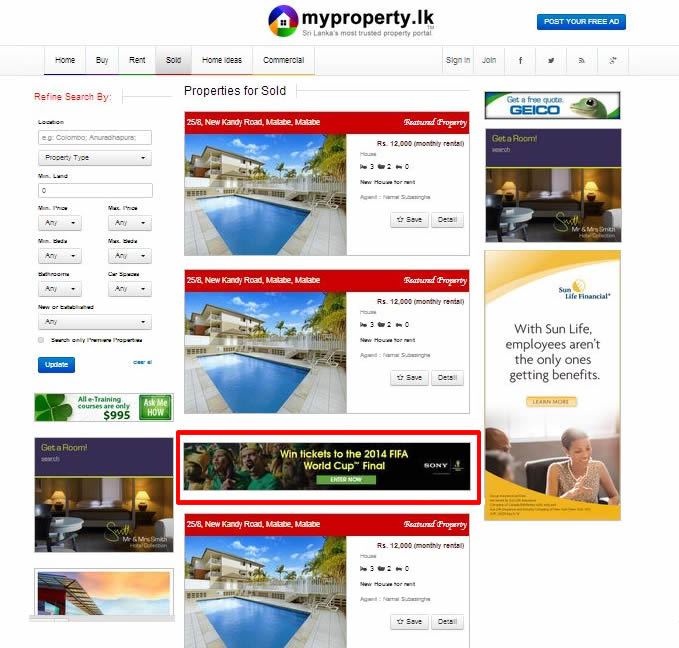 myproperty.lk
TM
Sri Lanka's most trusted property portal
POST YOUR FREE AD
Home Buy Rent Sold Home Ideas Commercial Sign in Join
Refine Search By:
Location
e.g: Colombo; Anuradhapura;
Property Type
Min. Land
0
Min. Price Max. Price
Any Any
Min. Beds Max. Beds
Any Any
Bathrooms Car Spaces
Any Any
New or Established
Any
Search only Premiere Properties
Update clear all
All e-Training
courses are only
$995
Ask Me
HOW
Get a Room!
search
Smith
Mr & Mrs Smith
Hotel Collection.
Properties for Sold
25/8, New Kandy Road, Malabe, Malabe Featured Property
Rs. 12,000 (monthly rental)
House
3 2 0
New House for rent
Agent : Namal Subasinghe
Save Detail
25/8, New Kandy Road, Malabe, Malabe Featured Property
Rs. 12,000 (monthly rental)
House
3 2 0
New House for rent
Agent : Namal Subasinghe
Save Detail
Win tickets to the 2014 FIFA
World Cup™ Final
ENTER NOW
SONY
25/8, New Kandy Road, Malabe, Malabe Featured Property
Rs. 12,000 (monthly rental)
House
3 2 0
New House for rent
Agent : Namal Subasinghe
Save Detail
Get a free quote.
GEICO
Get a Room!
search
Smith
Mr & Mrs Smith
Hotel Collection.
Sun
Life Financial
With Sun Life,
employees aren't
the only ones
getting benefits.
LEARN MORE